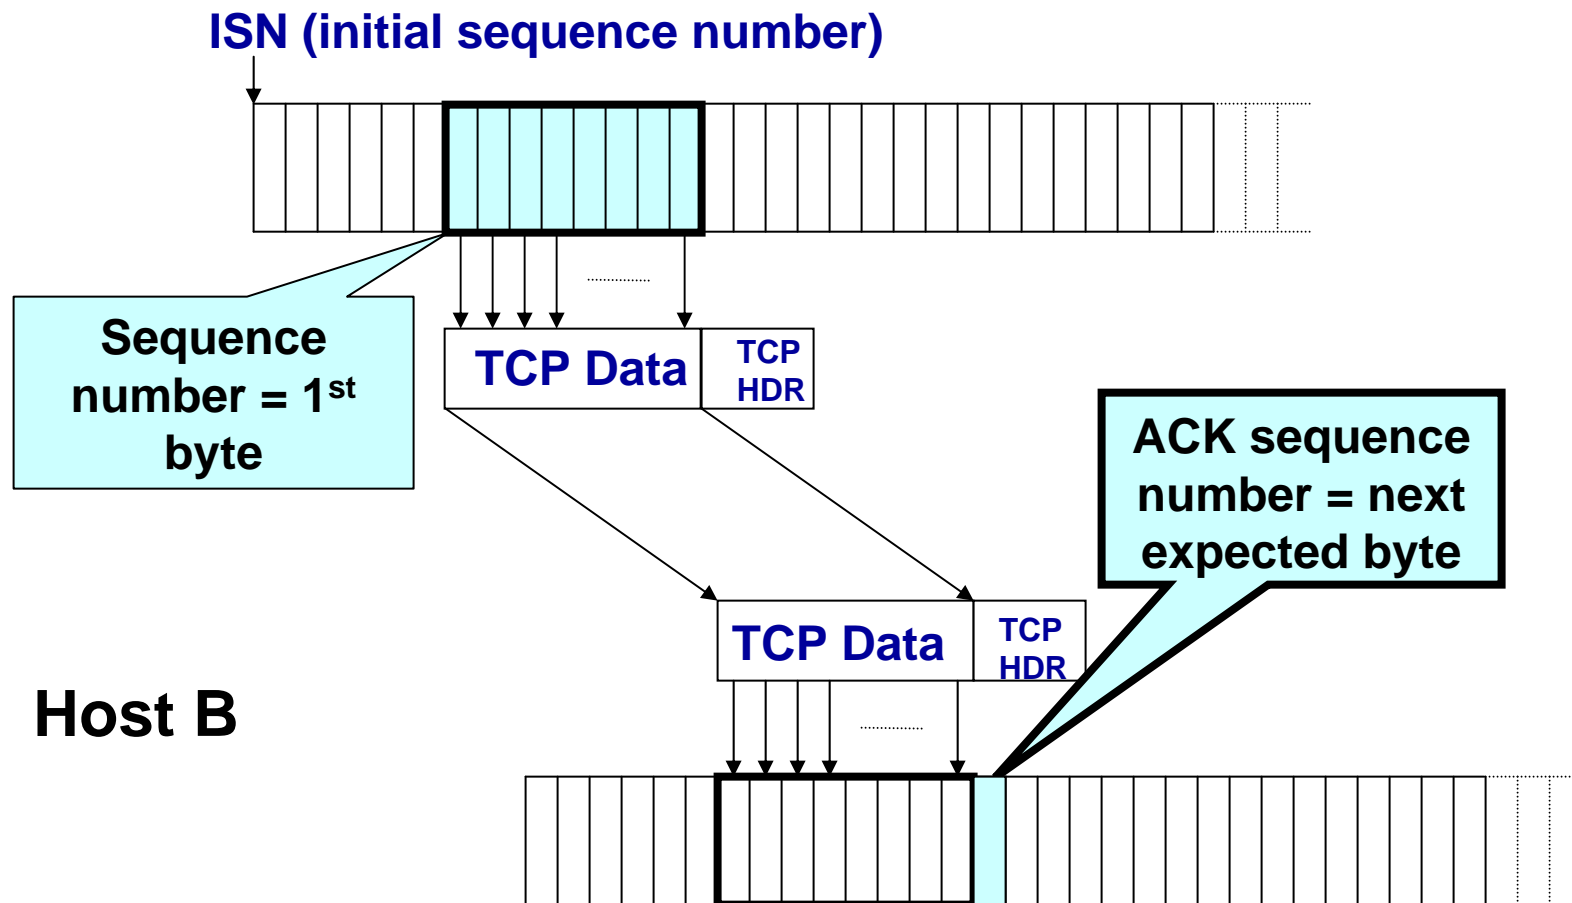 ISN (initial sequence number)
Sequence
number = 1st
byte
TCP Data
TCP
HDR
ACK sequence
number = next
expected byte
TCP Data
TCP
HDR
Host B